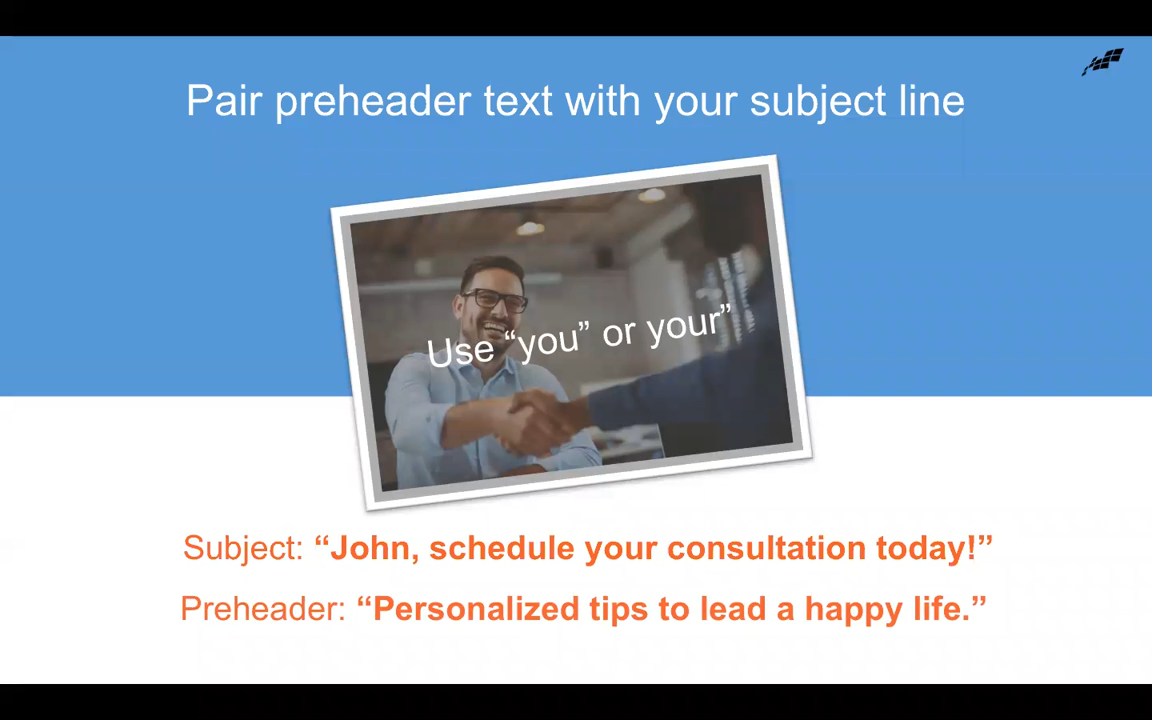 Pair preheader text with your subject line
Use “you” or your”
Subject: “John, schedule your consultation today!”
Preheader: “Personalized tips to lead a happy life.”